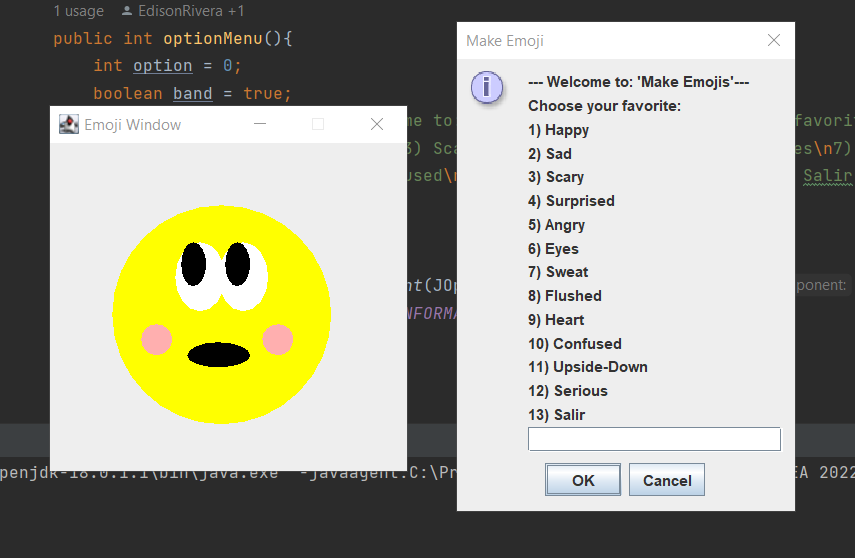 1 usage EdisonRivera +1
public int optionMenu(){
int option = 0;
boolean band = true;
Emoji Window
me to
3) Sca
used\
nt(JOp
NFORMA
Make Emoji
--- Welcome to: 'Make Emojis'---
Choose your favorite:
1) Happy
2) Sad
3) Scary
4) Surprised
5) Angry
6) Eyes
7) Sweat
8) Flushed
9) Heart
10) Confused
11) Upside-Down
12) Serious
13) Salir
OK Cancel
favori
es\n7)
Salir
ponent:
penjdk-18.0.1.1\bin\java.exe" "-javaagent:C:\Pr
EA 2022